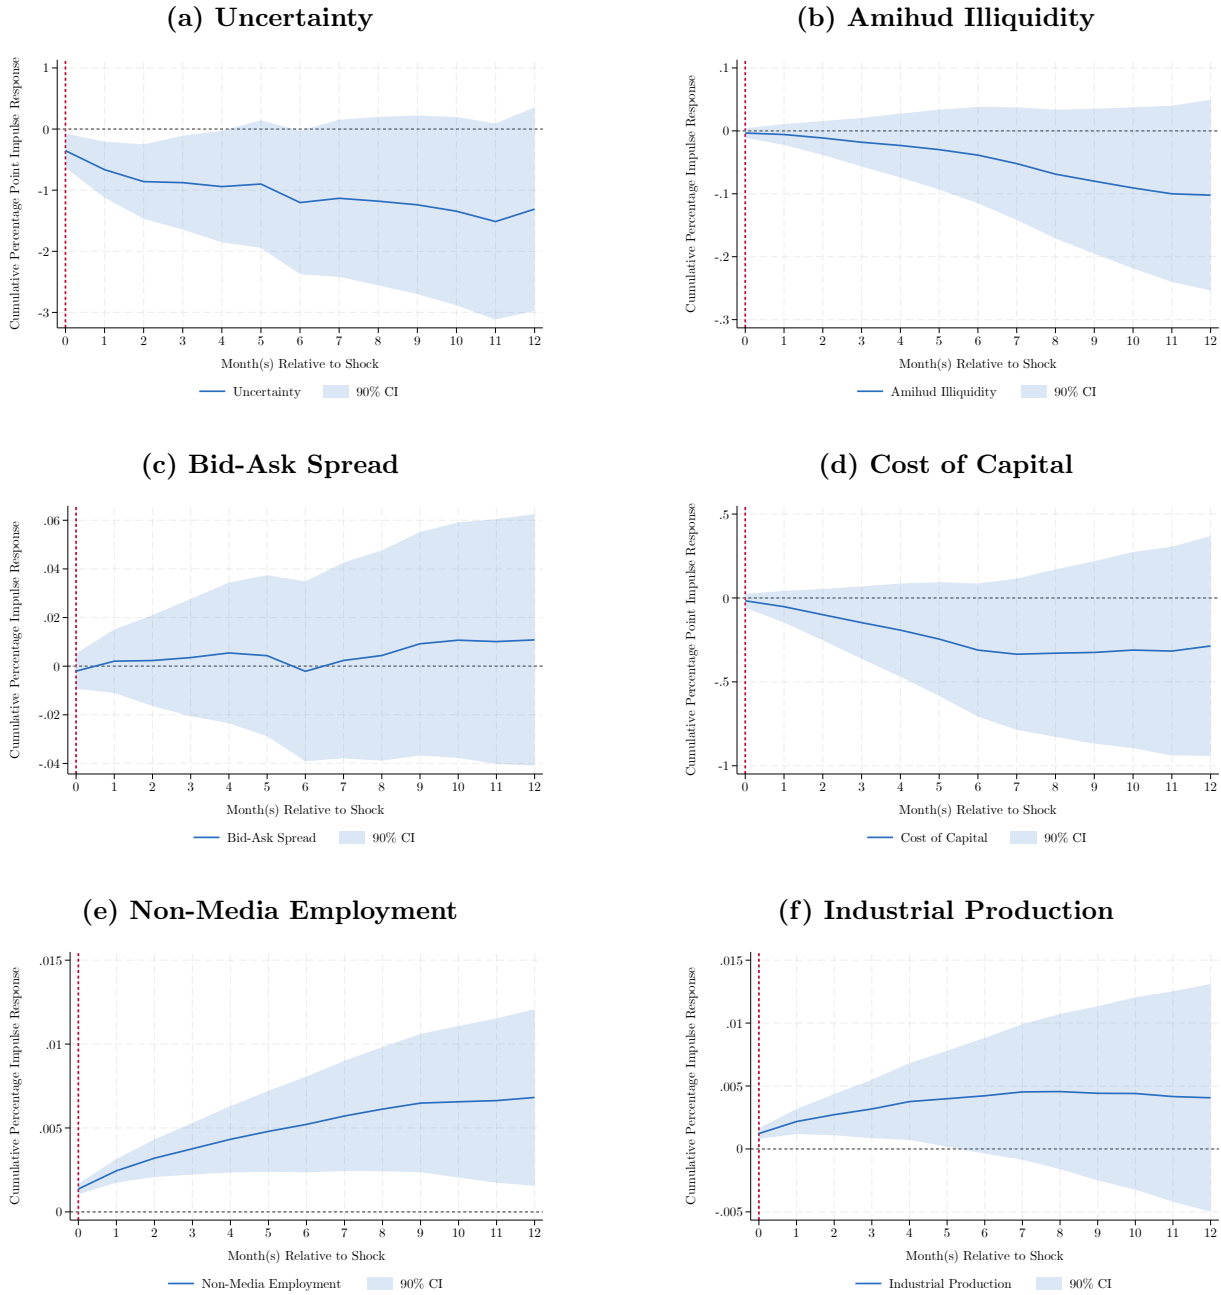 (a) Uncertainty
Cumulative Percentage Point Impulse Response
1
0
-1
-2
-3
0 1 2 3 4 5 6 7 8 9 10 11 12
Month(s) Relative to Shock
Uncertainty 90% CI
(b) Amihud Illiquidity
Cumulative Percentage Impulse Response
.1
0
-.1
-.2
-.3
0 1 2 3 4 5 6 7 8 9 10 11 12
Month(s) Relative to Shock
Amihud Illiquidity 90% CI
(c) Bid-Ask Spread
Cumulative Percentage Impulse Response
.06
.04
.02
0
-.02
-.04
0 1 2 3 4 5 6 7 8 9 10 11 12
Month(s) Relative to Shock
Bid-Ask Spread 90% CI
(d) Cost of Capital
Cumulative Percentage Point Impulse Response
.5
0
-.5
-1
0 1 2 3 4 5 6 7 8 9 10 11 12
Month(s) Relative to Shock
Cost of Capital 90% CI
(e) Non-Media Employment
Cumulative Percentage Impulse Response
.015
.01
.005
0
0 1 2 3 4 5 6 7 8 9 10 11 12
Month(s) Relative to Shock
Non-Media Employment 90% CI
(f) Industrial Production
Cumulative Percentage Impulse Response
.015
.01
.005
0
-.005
0 1 2 3 4 5 6 7 8 9 10 11 12
Month(s) Relative to Shock
Industrial Production 90% CI